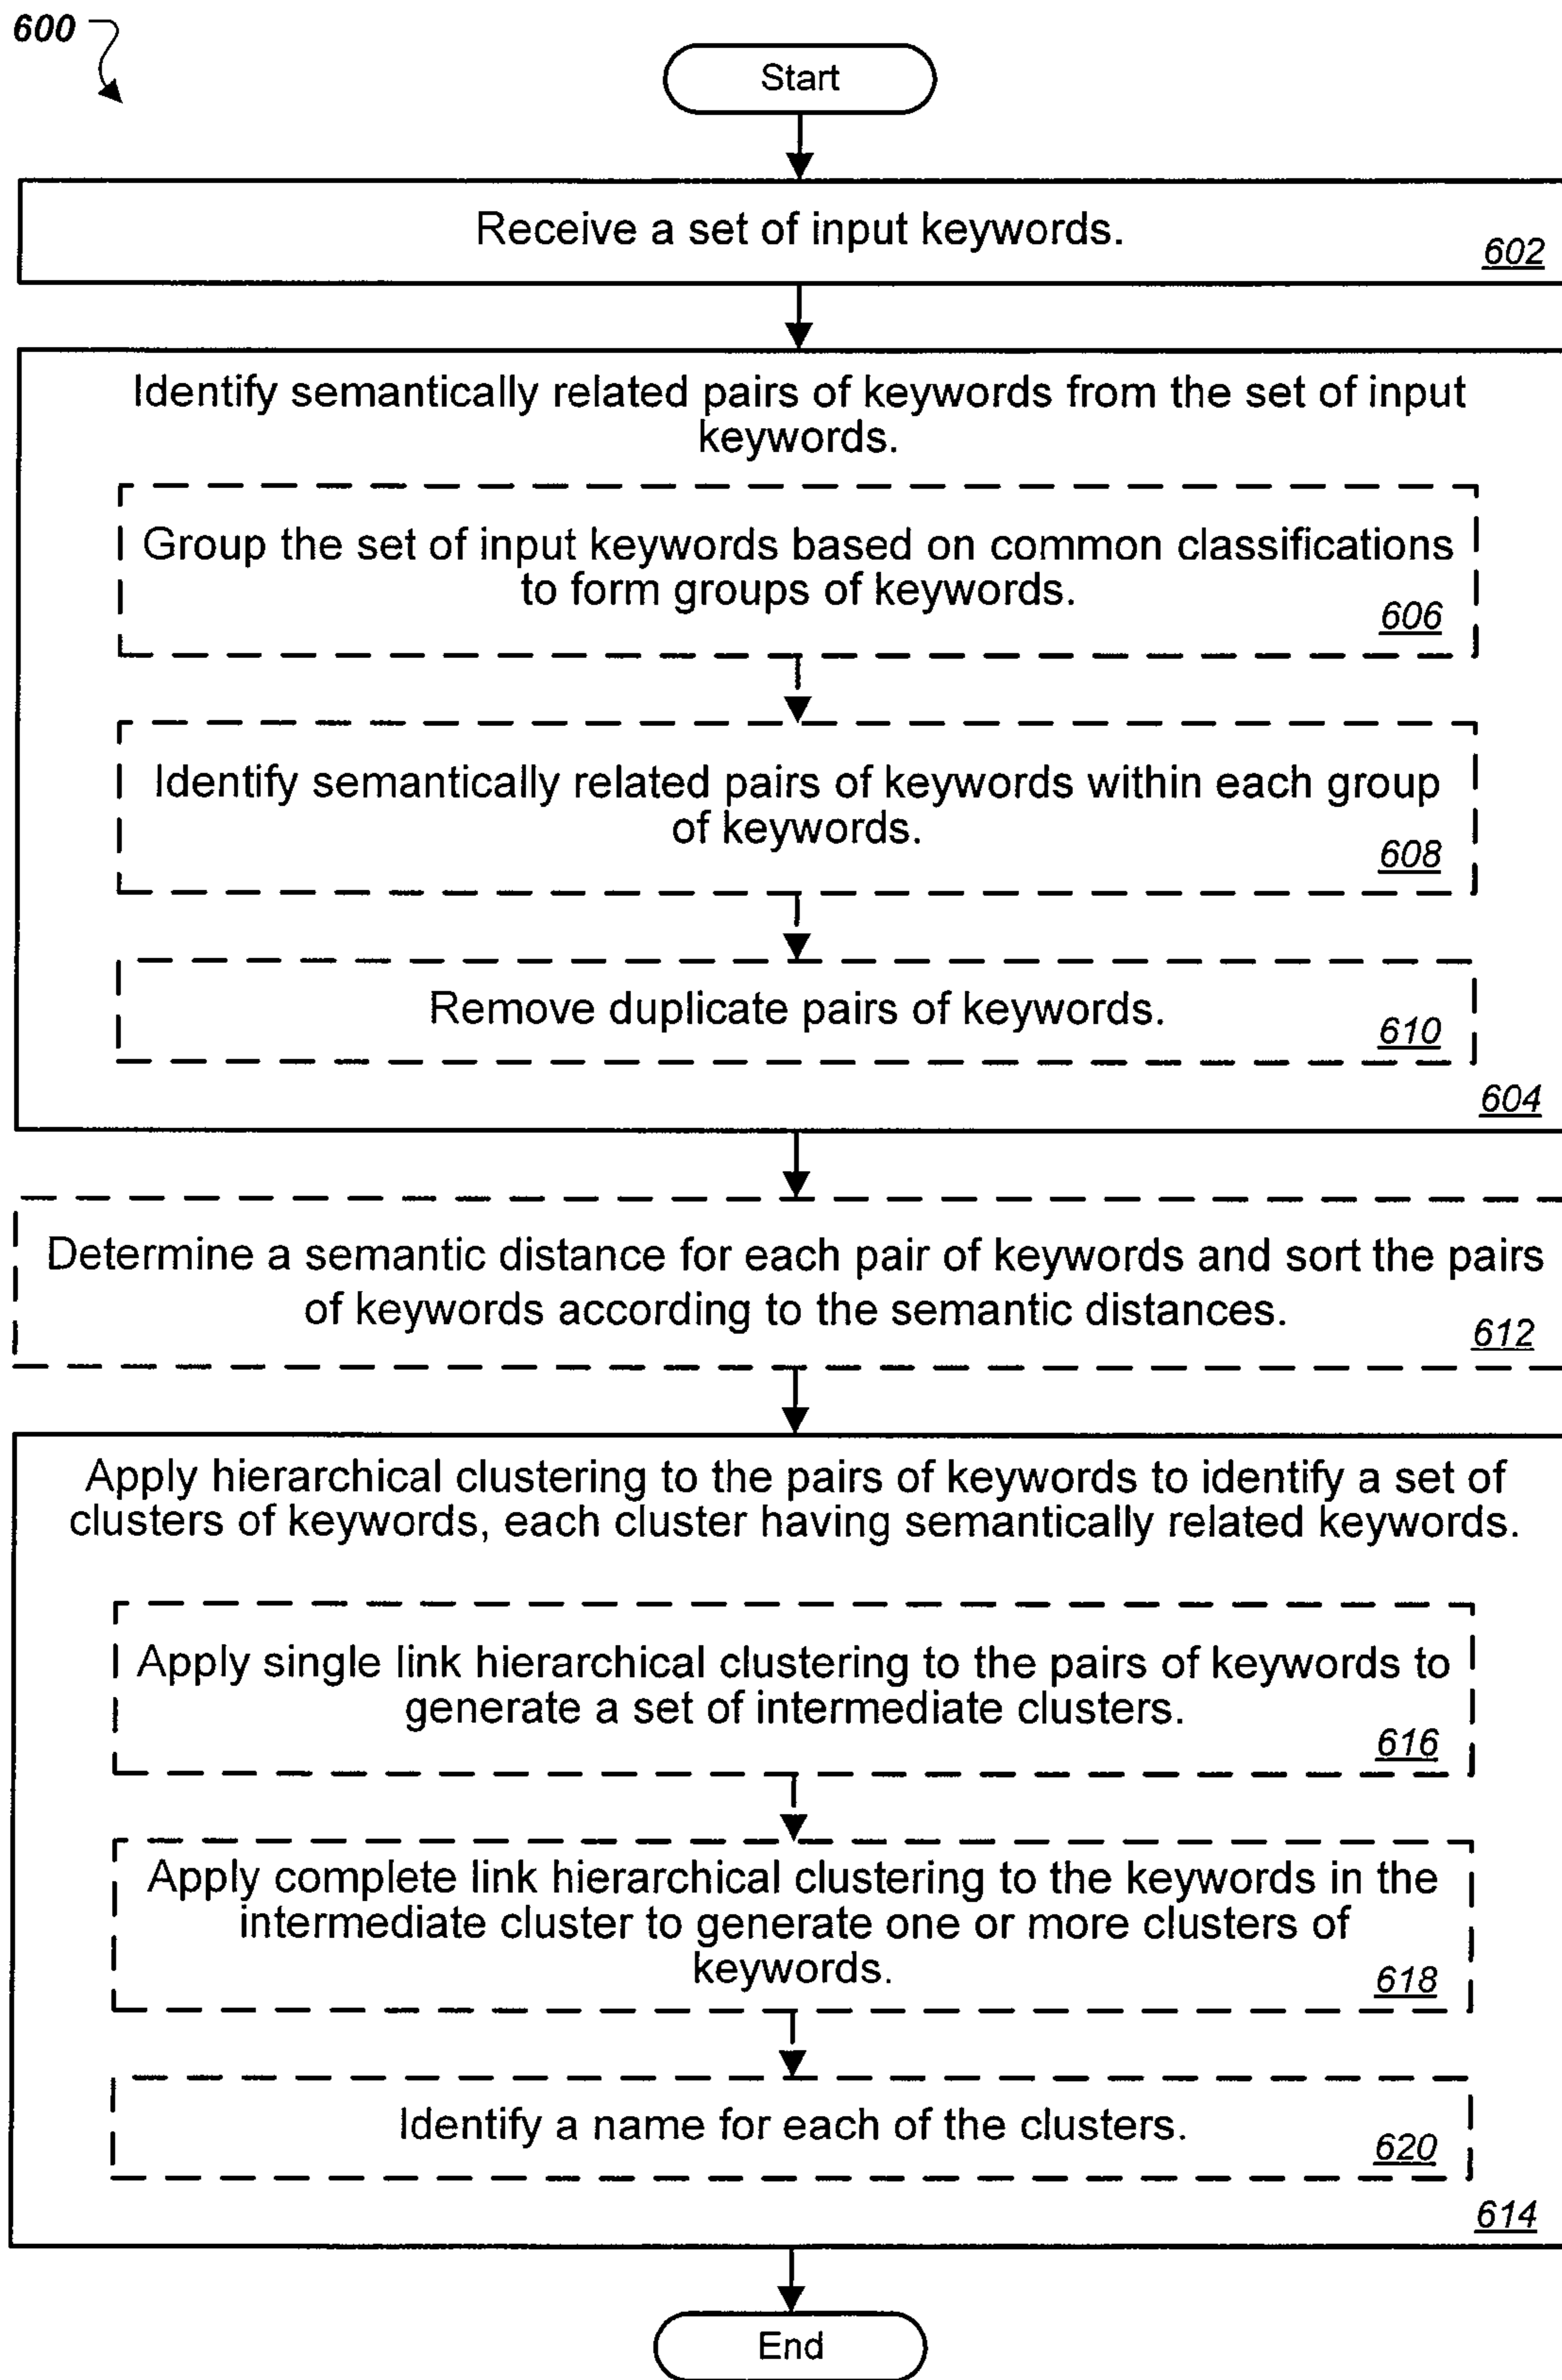 600
Start
Receive a set of input keywords.
602
Identify semantically related pairs of keywords from the set of input
keywords.
Group the set of input keywords based on common classifications
to form groups of keywords.
606
Identify semantically related pairs of keywords within each group
of keywords.
608
Remove duplicate pairs of keywords.
610
604
Determine a semantic distance for each pair of keywords and sort the pairs
of keywords according to the semantic distances.
612
Apply hierarchical clustering to the pairs of keywords to identify a set of
clusters of keywords, each cluster having semantically related keywords.
Apply single link hierarchical clustering to the pairs of keywords to
generate a set of intermediate clusters.
616
Apply complete link hierarchical clustering to the keywords in the
intermediate cluster to generate one or more clusters of
keywords.
618
Identify a name for each of the clusters.
620
614
End